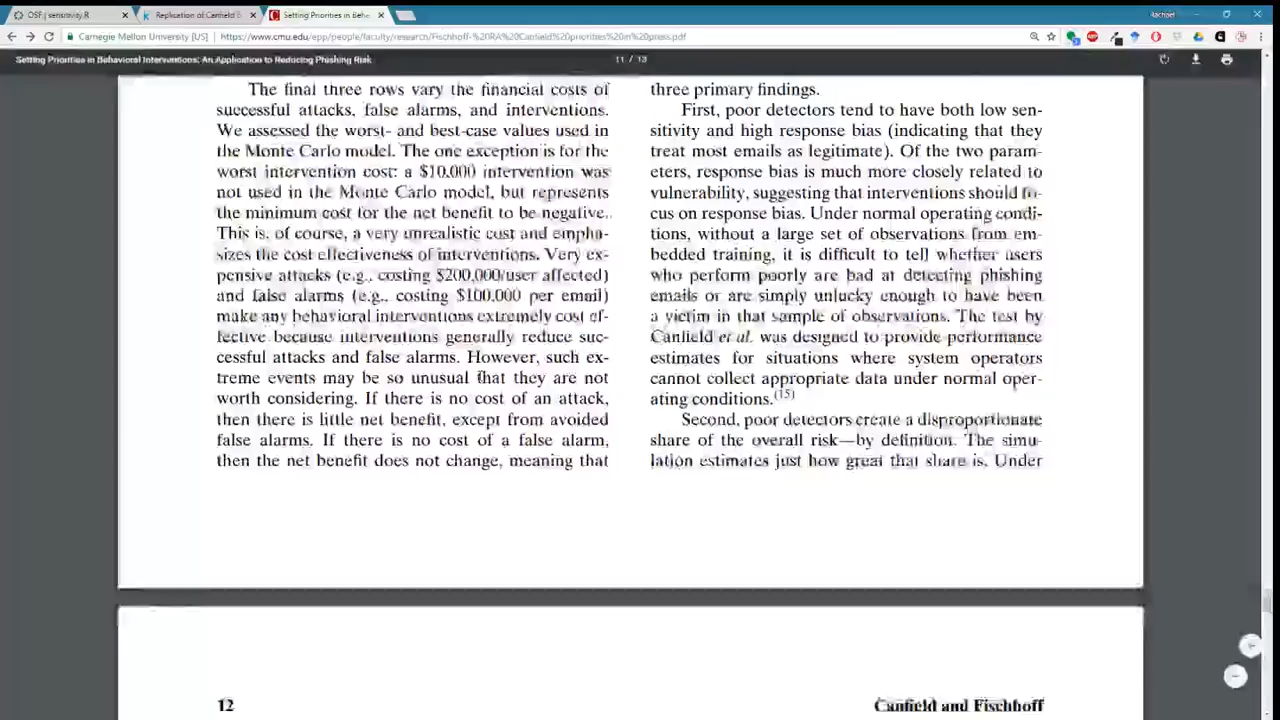 OSF | sensitivity.R
Replication of Canfield
Setting Priorities in Beha
Rachael
Carnegie Mellon University [US]
https://www.cmu.edu/epp/people/faculty/research/Fischhoff-%20RA%20Canfield%20priorities%20in%20press.pdf
Setting Priorities in Behavioral Interventions: An Application to Reducing Phishing Risk
11 / 13
The final three rows vary the financial costs of
successful attacks, false alarms, and interventions.
We assessed the worst- and best-case values used in
the Monte Carlo model. The one exception is for the
worst intervention cost: a $10,000 intervention was
not used in the Monte Carlo model, but represents
the minimum cost for the net benefit to be negative.
This is, of course, a very unrealistic cost and empha-
sizes the cost effectiveness of interventions. Very ex-
pensive attacks (e.g., costing $200,000/user affected)
and false alarms (e.g., costing $100,000 per email)
make any behavioral interventions extremely cost ef-
fective because interventions generally reduce suc-
cessful attacks and false alarms. However, such ex-
treme events may be so unusual that they are not
worth considering. If there is no cost of an attack,
then there is little net benefit, except from avoided
false alarms. If there is no cost of a false alarm,
then the net benefit does not change, meaning that
three primary findings.
First, poor detectors tend to have both low sen-
sitivity and high response bias (indicating that they
treat most emails as legitimate). Of the two param-
eters, response bias is much more closely related to
vulnerability, suggesting that interventions should fo-
cus on response bias. Under normal operating condi-
tions, without a large set of observations from em-
bedded training, it is difficult to tell whether users
who perform poorly are bad at detecting phishing
emails or are simply unlucky enough to have been
a victim in that sample of observations. The test by
Canfield et al. was designed to provide performance
estimates for situations where system operators
cannot collect appropriate data under normal oper-
ating conditions.(15)
Second, poor detectors create a disproportionate
share of the overall risk—by definition. The simu-
lation estimates just how great that share is. Under
12
Canfield and Fischhoff